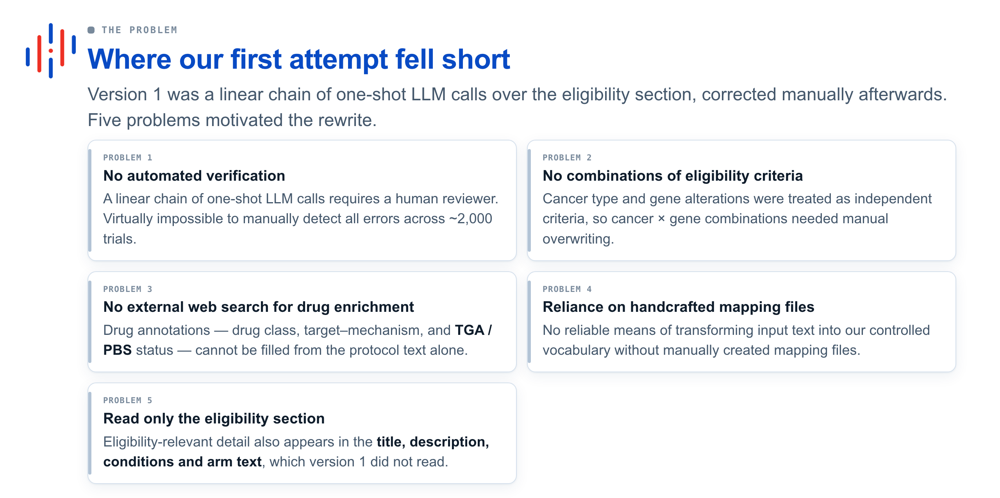 THE PROBLEM
Where our first attempt fell short
Version 1 was a linear chain of one-shot LLM calls over the eligibility section, corrected manually afterwards.
Five problems motivated the rewrite.
PROBLEM 1
No automated verification
A linear chain of one-shot LLM calls requires a human reviewer.
Virtually impossible to manually detect all errors across ~2,000
trials.
PROBLEM 2
No combinations of eligibility criteria
Cancer type and gene alterations were treated as independent
criteria, so cancer × gene combinations needed manual
overwriting.
PROBLEM 3
No external web search for drug enrichment
Drug annotations — drug class, target–mechanism, and TGA /
PBS status — cannot be filled from the protocol text alone.
PROBLEM 4
Reliance on handcrafted mapping files
No reliable means of transforming input text into our controlled
vocabulary without manually created mapping files.
PROBLEM 5
Read only the eligibility section
Eligibility-relevant detail also appears in the title, description,
conditions and arm text, which version 1 did not read.